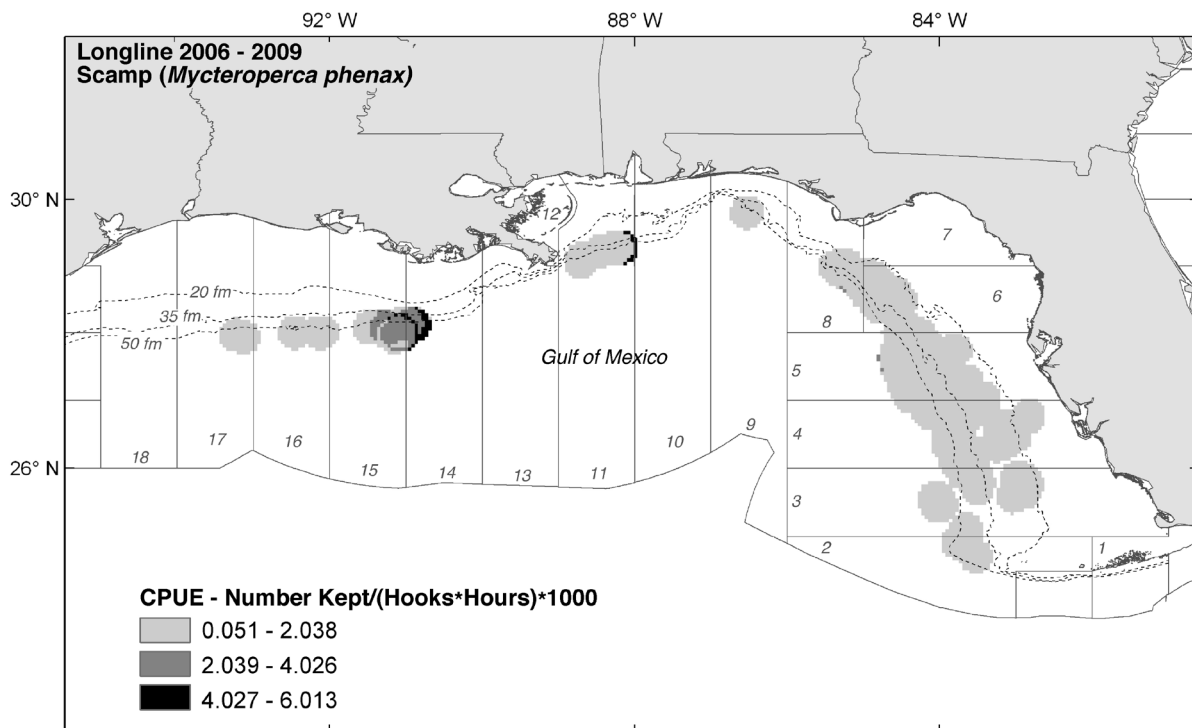 92° W 88° W 84° W
Longline 2006 - 2009
Scamp (Mycteroperca phenax)
30° N
12
7
20 fm
6
35 fm
8
50 fm
Gulf of Mexico
5
9
4
10
17 16
26° N
18 15 14 13 11
3
2 1
CPUE - Number Kept/(Hooks*Hours)*1000
0.051 - 2.038
2.039 - 4.026
4.027 - 6.013